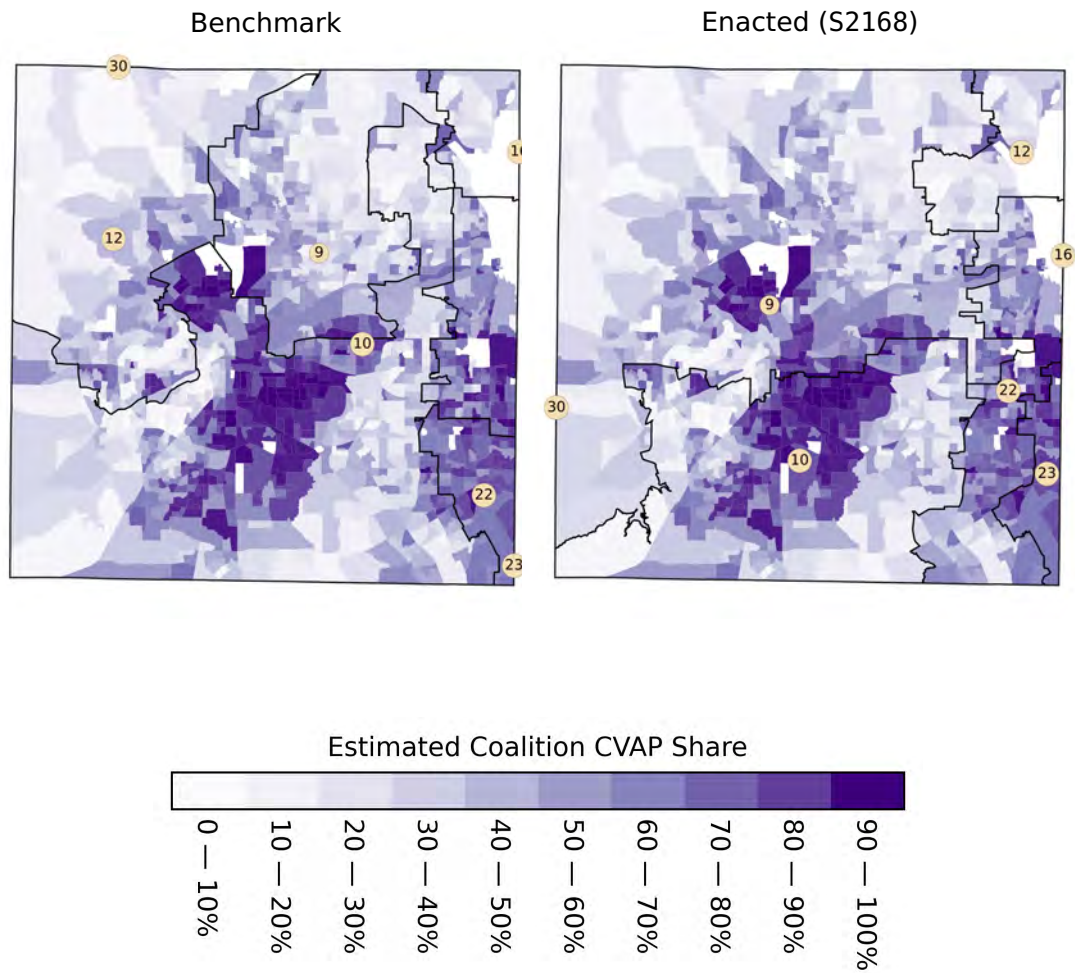 Benchmark
Enacted (S2168)
30
12
9
10
22
23
12
16
9
22
30
10
23
Estimated Coalition CVAP Share
0 — 10%
10 — 20%
20 — 30%
30 — 40%
40 — 50%
50 — 60%
60 — 70%
70 — 80%
80 — 90%
90 — 100%